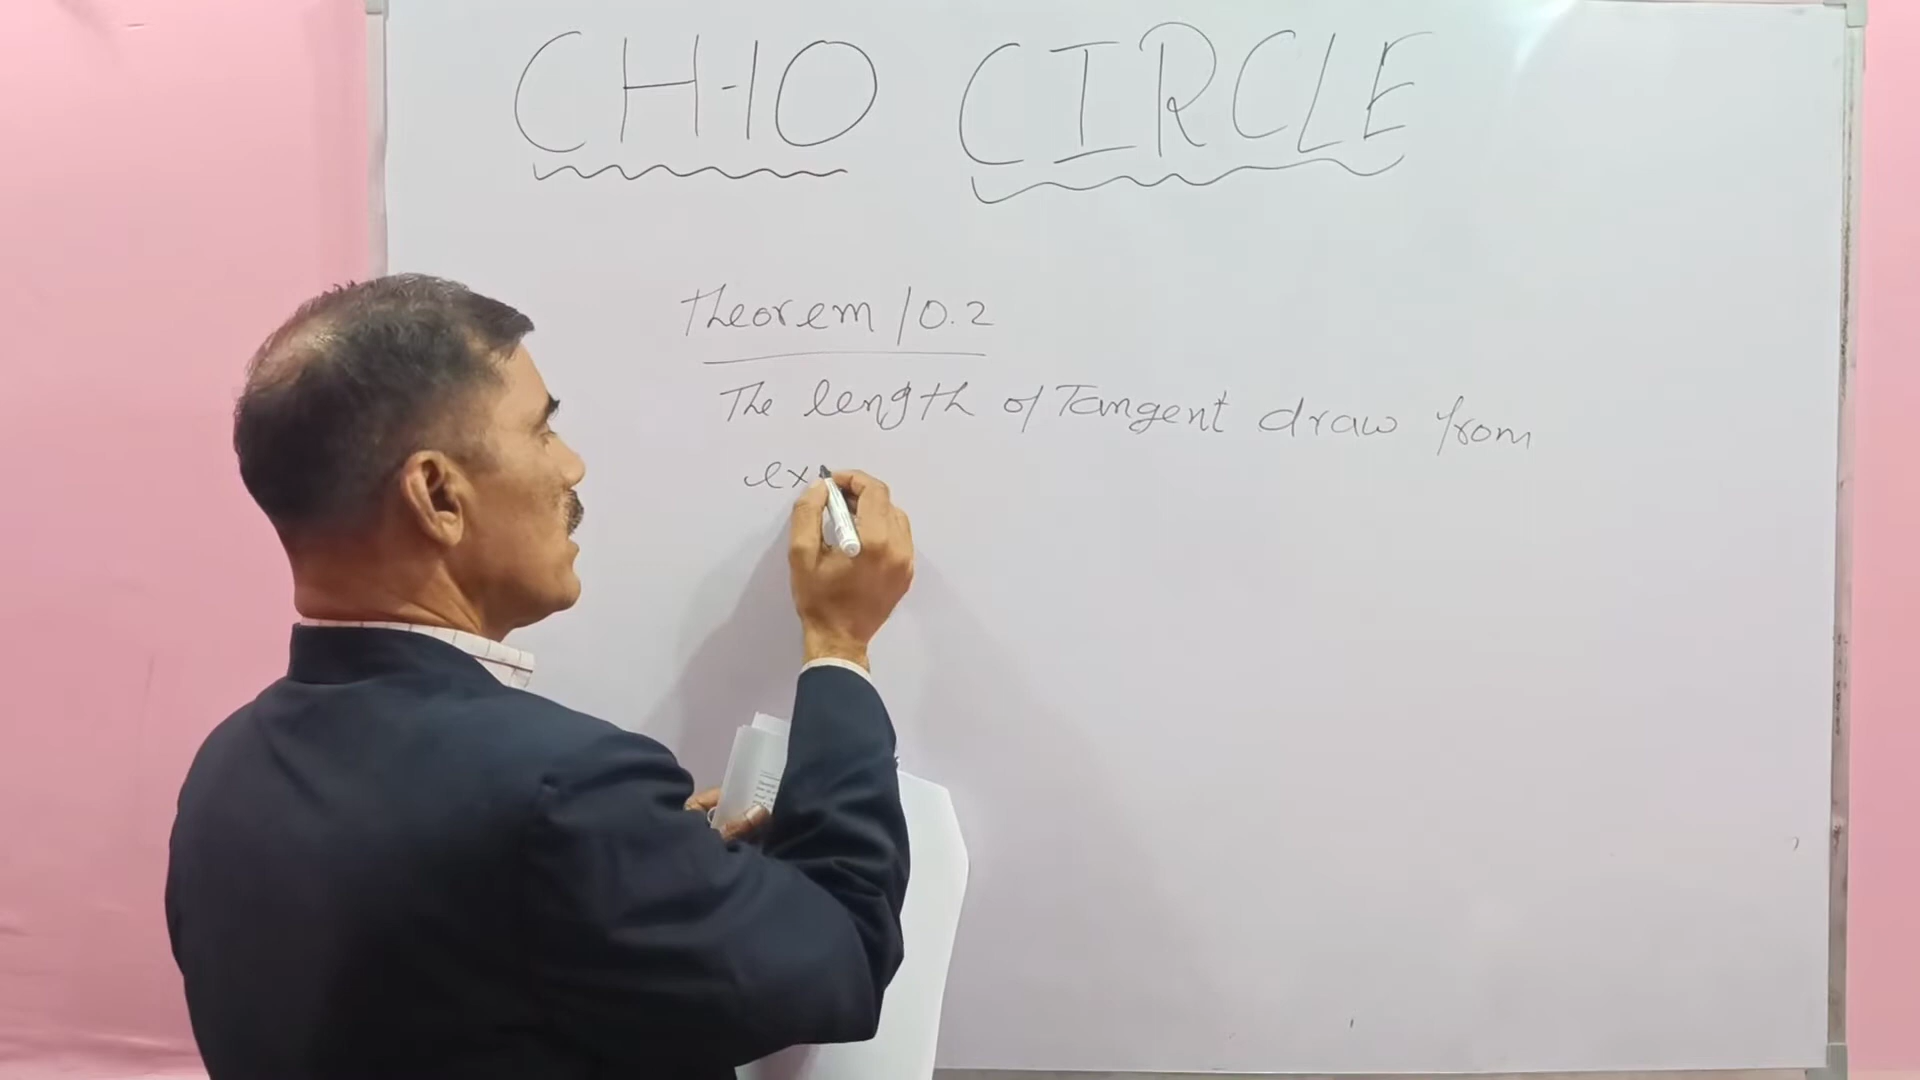 CH-10 CIRCLE
Theorem 10.2
The length of Tangent draw from
ex